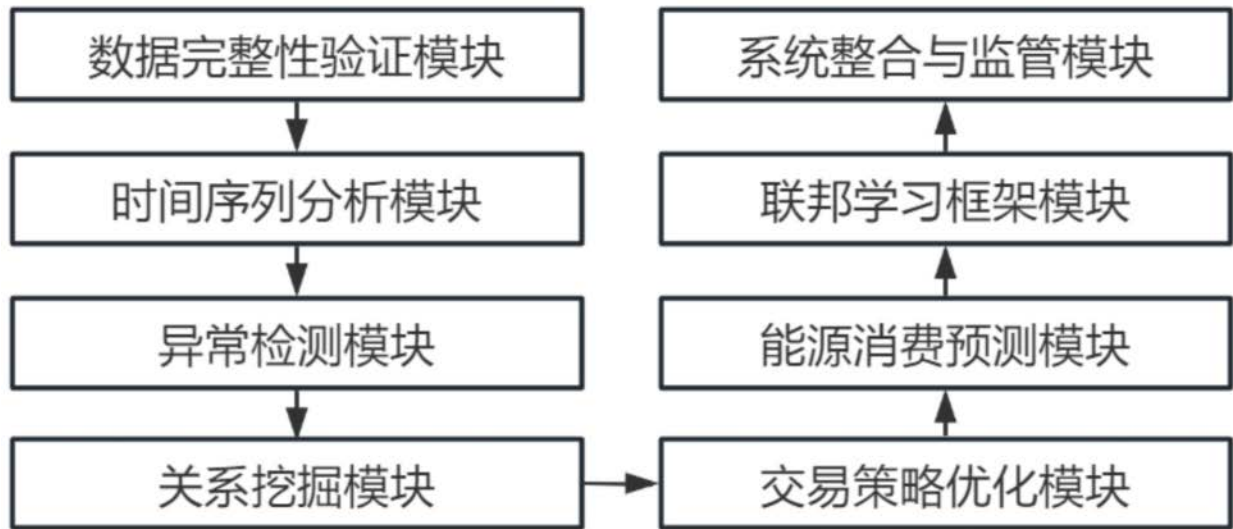 数据完整性验证模块
时间序列分析模块
异常检测模块
关系挖掘模块
交易策略优化模块
能源消费预测模块
联邦学习框架模块
系统整合与监管模块